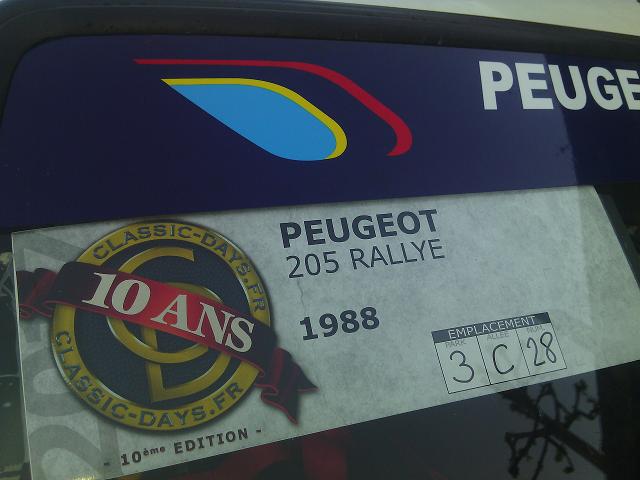 PEUGE
PEUGEOT
205 RALLYE
1988
EMPLACEMENT
PARK ALLÉE NUM
3 C 28
CLASSIC-DAYS.FR
10 ANS
CLASSIC-DAYS.FR
- 10ème EDITION -